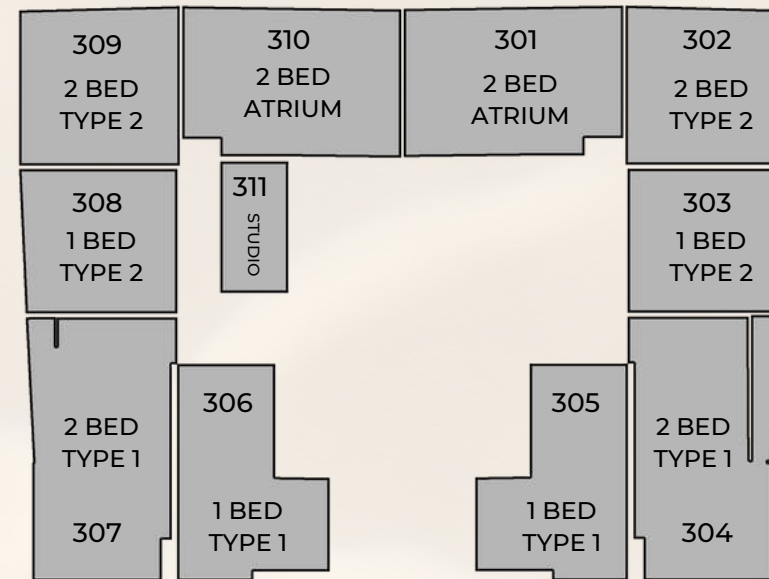 309
2 BED
TYPE 2
310
2 BED
ATRIUM
301
2 BED
ATRIUM
302
2 BED
TYPE 2
308
1 BED
TYPE 2
311
STUDIO
303
1 BED
TYPE 2
2 BED
TYPE 1
307
306
1 BED
TYPE 1
305
1 BED
TYPE 1
2 BED
TYPE 1
304